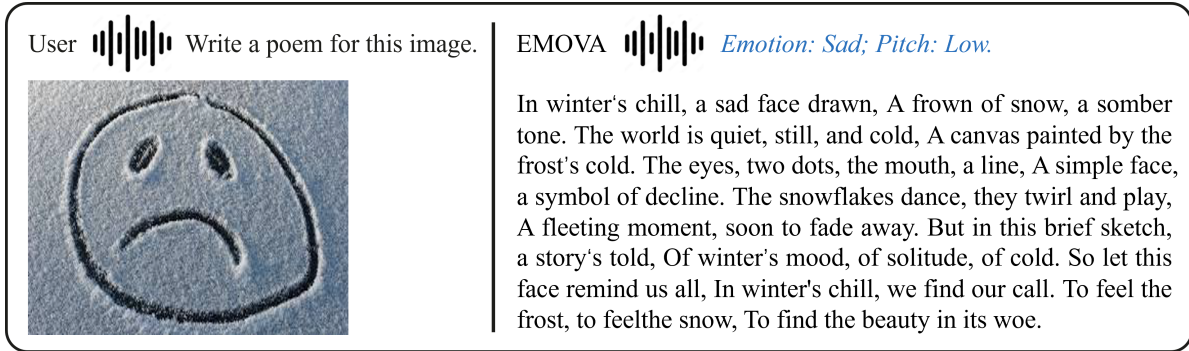 User Write a poem for this image.
EMOVA Emotion: Sad; Pitch: Low.
In winter‘s chill, a sad face drawn, A frown of snow, a somber
tone. The world is quiet, still, and cold, A canvas painted by the
frost’s cold. The eyes, two dots, the mouth, a line, A simple face,
a symbol of decline. The snowflakes dance, they twirl and play,
A fleeting moment, soon to fade away. But in this brief sketch,
a story‘s told, Of winter’s mood, of solitude, of cold. So let this
face remind us all, In winter's chill, we find our call. To feel the
frost, to feelthe snow, To find the beauty in its woe.